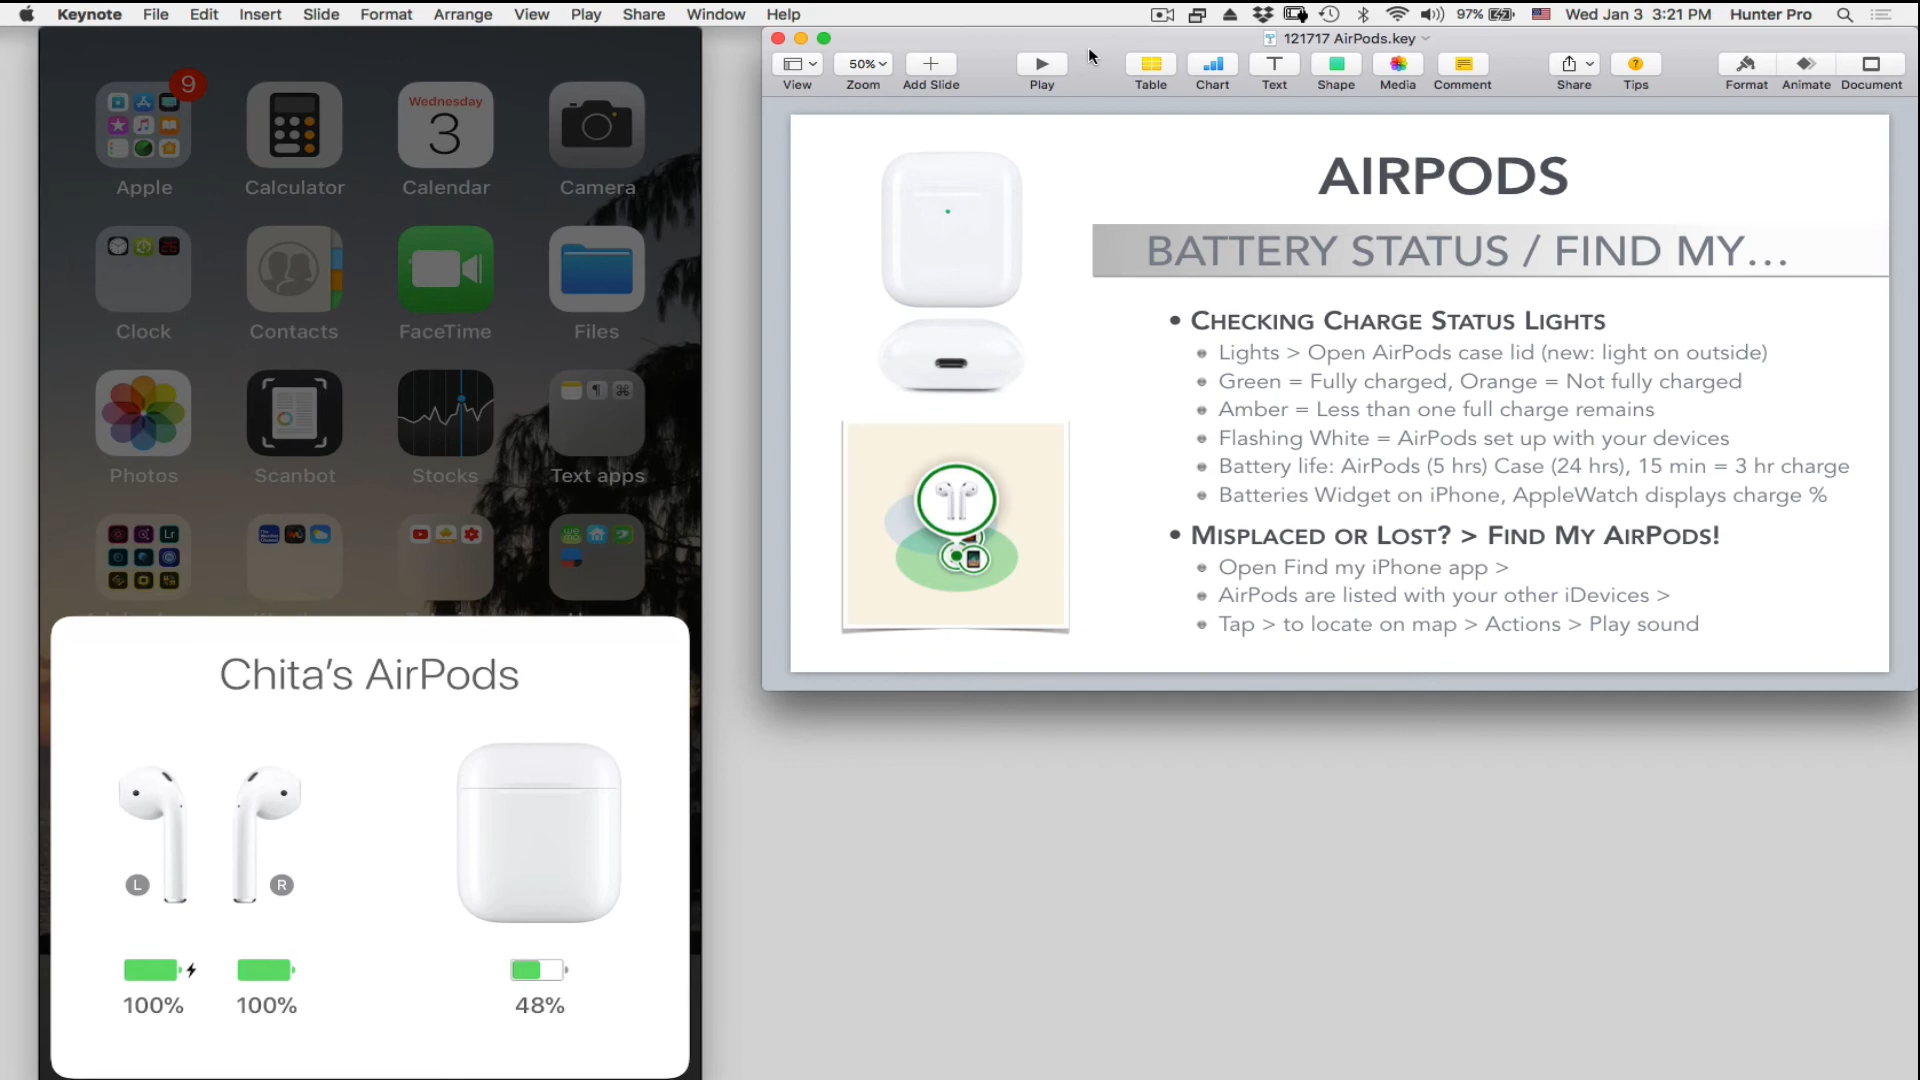 Keynote File Edit Insert Slide Format Arrange View Play Share Window Help
97% Wed Jan 3 3:21 PM Hunter Pro
9
Wednesday
3
Apple Calculator Calendar Camera
Clock Contacts FaceTime Files
Photos Scanbot Stocks Text apps
Lr
Chita's AirPods
L R
100% 100% 48%
121717 AirPods.key
50%
View Zoom Add Slide Play Table Chart Text Shape Media Comment Share Tips Format Animate Document
AIRPODS
BATTERY STATUS / FIND MY…
• CHECKING CHARGE STATUS LIGHTS
Lights > Open AirPods case lid (new: light on outside)
Green = Fully charged, Orange = Not fully charged
Amber = Less than one full charge remains
Flashing White = AirPods set up with your devices
Battery life: AirPods (5 hrs) Case (24 hrs), 15 min = 3 hr charge
Batteries Widget on iPhone, AppleWatch displays charge %
• MISPLACED OR LOST? > FIND MY AIRPODS!
Open Find my iPhone app >
AirPods are listed with your other iDevices >
Tap > to locate on map > Actions > Play sound